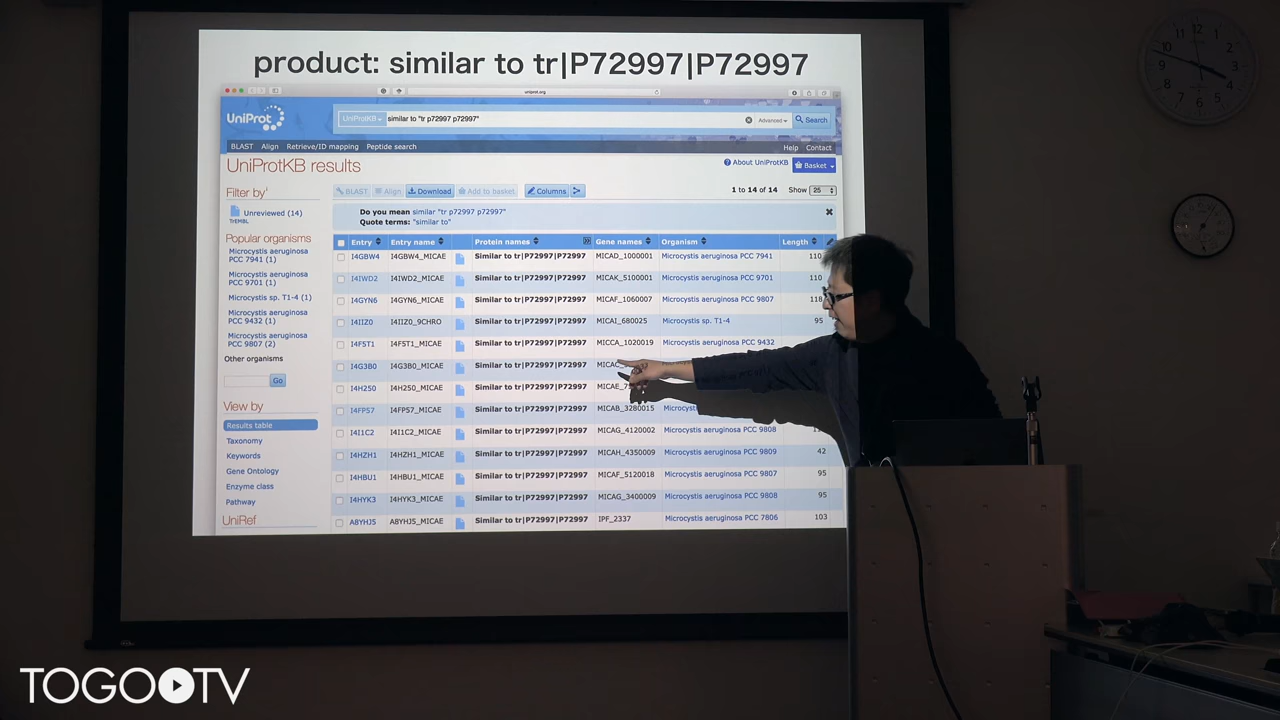 product: similar to tr|P72997|P72997
uniprot.org
UniProt
UniProtKB
similar to "tr p72997 p72997"
Advanced
Search
BLAST Align Retrieve/ID mapping Peptide search
Help Contact
UniProtKB results
About UniProtKB
Basket
Filter by
BLAST Align Download Add to basket Columns
1 to 14 of 14 Show 25
Unreviewed (14)
TrEMBL
Do you mean similar "tr p72997 p72997"
Quote terms: "similar to"
Popular organisms
Microcystis aeruginosa PCC 7941 (1)
Microcystis aeruginosa PCC 9701 (1)
Microcystis sp. T1-4 (1)
Microcystis aeruginosa PCC 9432 (1)
Microcystis aeruginosa PCC 9807 (2)
Other organisms
Go
View by
Results table
Taxonomy
Keywords
Gene Ontology
Enzyme class
Pathway
UniRef
Entry Entry name Protein names Gene names Organism Length
I4GBW4 I4GBW4_MICAE Similar to tr|P72997|P72997 MICAD_1000001 Microcystis aeruginosa PCC 7941 110
I4IWD2 I4IWD2_MICAE Similar to tr|P72997|P72997 MICAK_5100001 Microcystis aeruginosa PCC 9701 110
I4GYN6 I4GYN6_MICAE Similar to tr|P72997|P72997 MICAF_1060007 Microcystis aeruginosa PCC 9807 118
I4IIZ0 I4IIZ0_9CHRO Similar to tr|P72997|P72997 MICAI_680025 Microcystis sp. T1-4 95
I4F5T1 I4F5T1_MICAE Similar to tr|P72997|P72997 MICCA_1020019 Microcystis aeruginosa PCC 9432
I4G3B0 I4G3B0_MICAE Similar to tr|P72997|P72997
I4H250 I4H250_MICAE Similar to tr|P72997|P72997
I4FP57 I4FP57_MICAE Similar to tr|P72997|P72997 MICAB_3280015
I4I1C2 I4I1C2_MICAE Similar to tr|P72997|P72997 MICAG_4120002 Microcystis aeruginosa PCC 9808
I4HZH1 I4HZH1_MICAE Similar to tr|P72997|P72997 MICAH_4350009 Microcystis aeruginosa PCC 9809 42
I4HBU1 I4HBU1_MICAE Similar to tr|P72997|P72997 MICAF_5120018 Microcystis aeruginosa PCC 9807 95
I4HYK3 I4HYK3_MICAE Similar to tr|P72997|P72997 MICAG_3400009 Microcystis aeruginosa PCC 9808 95
A8YHJ5 A8YHJ5_MICAE Similar to tr|P72997|P72997 IPF_2337 Microcystis aeruginosa PCC 7806 103
TOGOTV